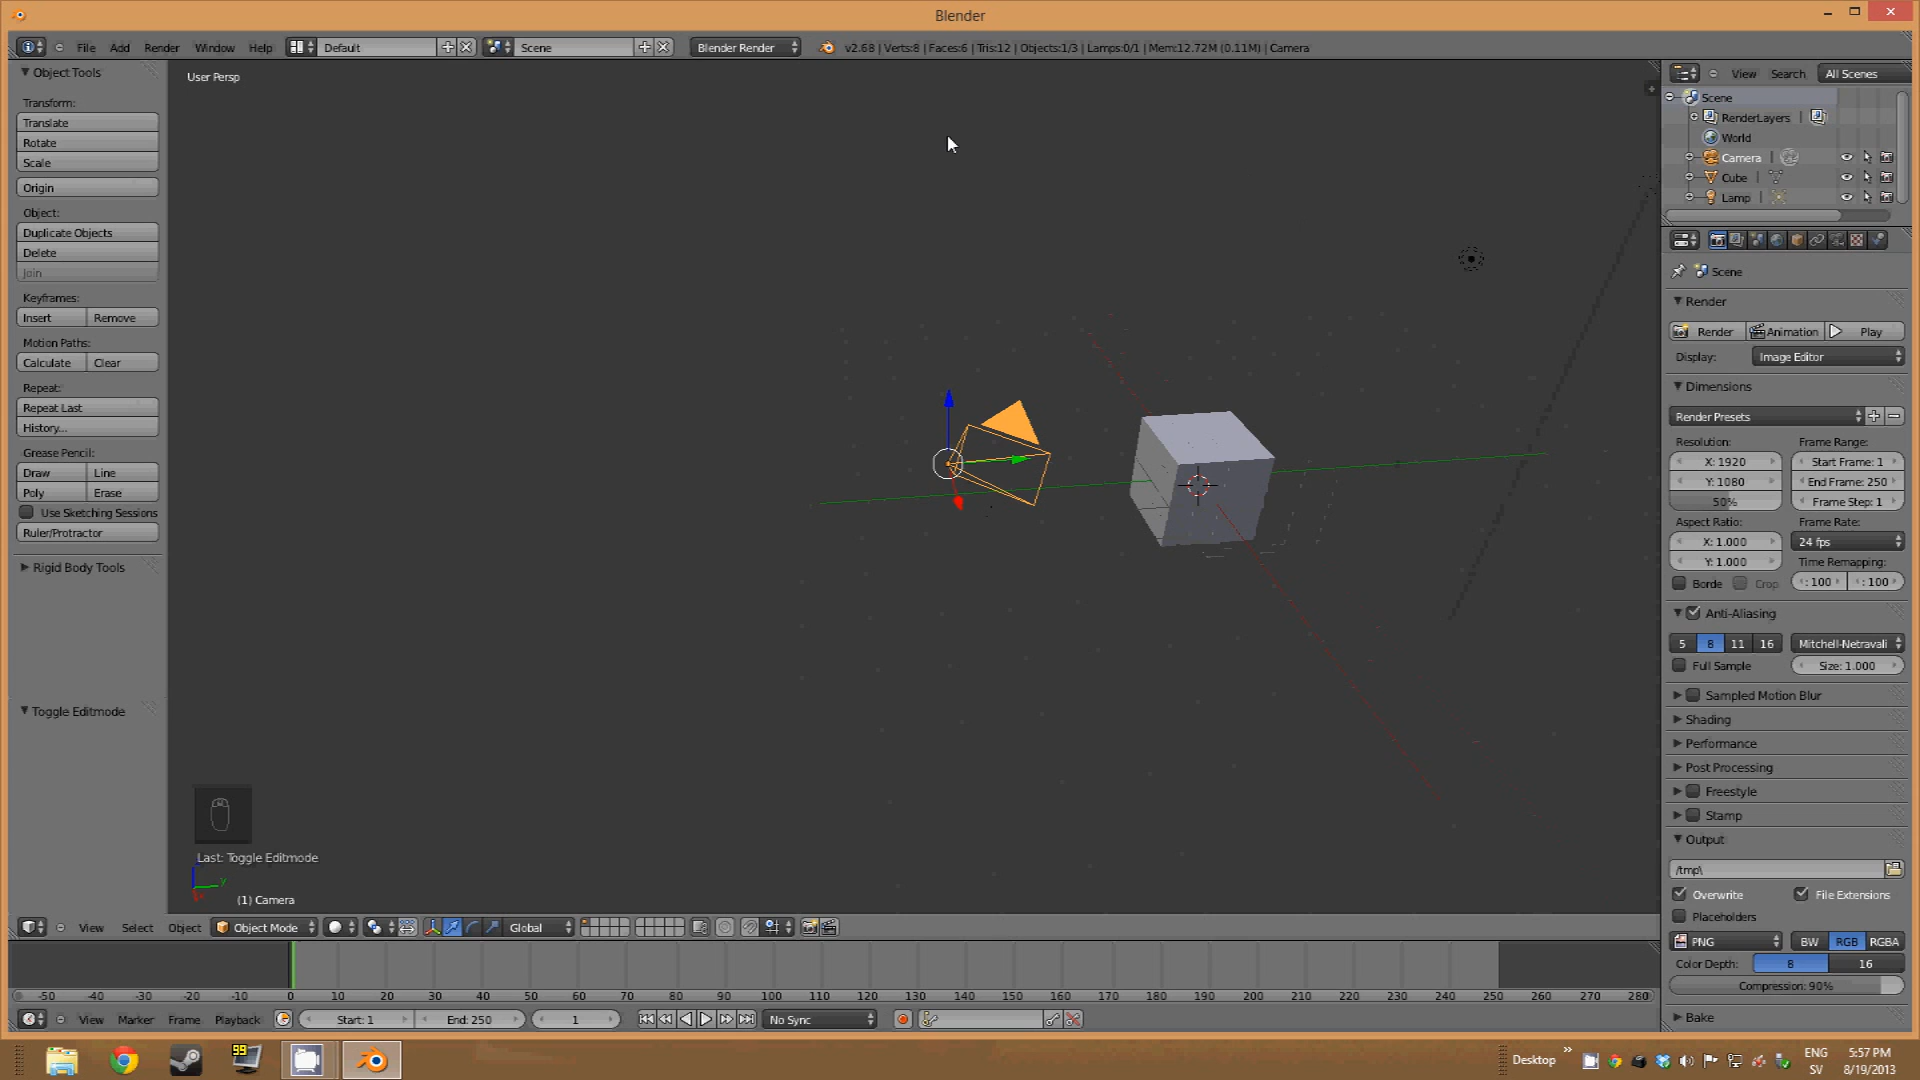 Blender
File Add Render Window Help Default Scene Blender Render v2.68 | Verts:8 | Faces:6 | Tris:12 | Objects:1/3 | Lamps:0/1 | Mem:12.72M (0.11M) | Camera
Object Tools
Transform:
Translate
Rotate
Scale
Origin
Object:
Duplicate Objects
Delete
Join
Keyframes:
Insert Remove
Motion Paths:
Calculate Clear
Repeat:
Repeat Last
History...
Grease Pencil:
Draw Line
Poly Erase
Use Sketching Sessions
Ruler/Protractor
Rigid Body Tools
Toggle Editmode
User Persp
Last: Toggle Editmode
y
(1) Camera
View Select Object Object Mode Global
-50 -40 -30 -20 -10 0 10 20 30 40 50 60 70 80 90 100 110 120 130 140 150 160 170 180 190 200 210 220 230 240 250 260 270 280
View Marker Frame Playback Start: 1 End: 250 1 No Sync
View Search All Scenes
Scene
RenderLayers |
World
Camera |
Cube |
Lamp |
Scene
Render
Render Animation Play
Display: Image Editor
Dimensions
Render Presets
Resolution: Frame Range:
X: 1920 Start Frame: 1
Y: 1080 End Frame: 250
50% Frame Step: 1
Aspect Ratio: Frame Rate:
X: 1.000 24 fps
Y: 1.000 Time Remapping:
Borde Crop : 100 : 100
Anti-Aliasing
5 8 11 16 Mitchell-Netravali
Full Sample Size: 1.000
Sampled Motion Blur
Shading
Performance
Post Processing
Freestyle
Stamp
Output
/tmp\
Overwrite File Extensions
Placeholders
PNG BW RGB RGBA
Color Depth: 8 16
Compression: 90%
Bake
99
Desktop » ENG 5:57 PM
SV 8/19/2013